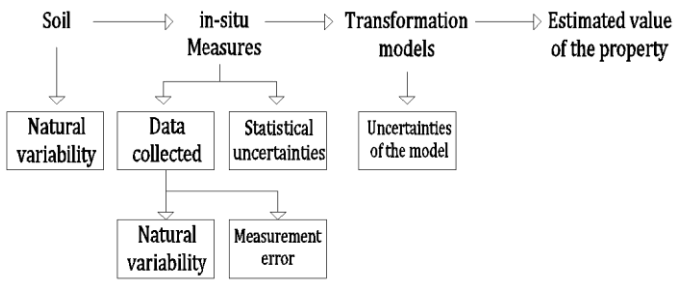 Soil
in-situ
Measures
Transformation
models
Estimated value
of the property
Natural
variability
Data
collected
Statistical
uncertainties
Uncertainties
of the model
Natural
variability
Measurement
error